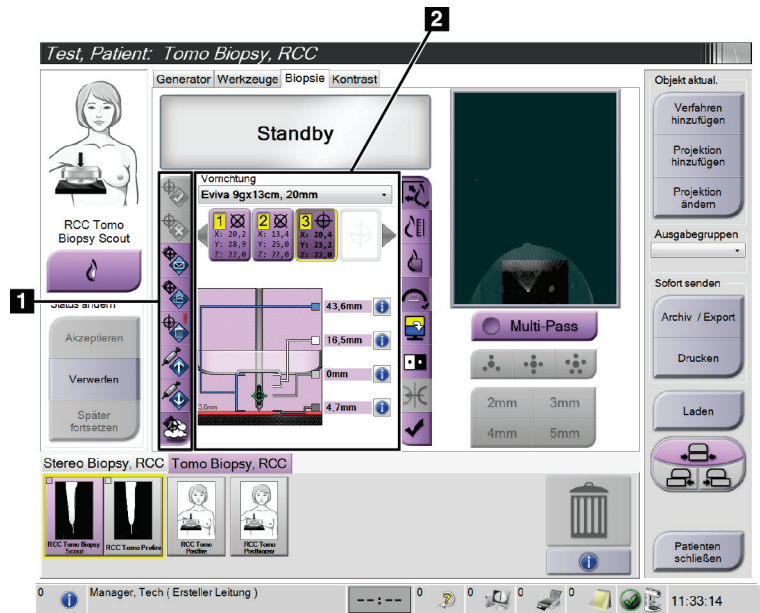 2
Test, Patient: Tomo Biopsy, RCC
Generator Werkzeuge Biopsie Kontrast
Objekt aktual.
Verfahren
hinzufügen
Projektion
hinzufügen
Projektion
ändern
Standby
Vorrichtung
Eviva 9gx13cm, 20mm
1
X: 20,2
Y: 28,9
Z: 22,0
2
X: 13,4
Y: 25,0
Z: 22,0
3
X: 20,4
Y: 23,2
Z: 22,0
RCC Tomo
Biopsy Scout
Ausgabegruppen
1
Status ändern
Akzeptieren
Verwerfen
Später
fortsetzen
43,6mm
16,5mm
0mm
4,7mm
Multi-Pass
2mm 3mm
4mm 5mm
Sofort senden
Archiv / Export
Drucken
Laden
Stereo Biopsy, RCC Tomo Biopsy, RCC
RCC Tomo Biopsy
Scout
RCC Tomo Prefire
RCC Tomo
Postfire
RCC Tomo
Postbiopsy
Patienten
schließen
0 Manager, Tech ( Ersteller Leitung ) --:-- 0 0 0 0 11:33:14